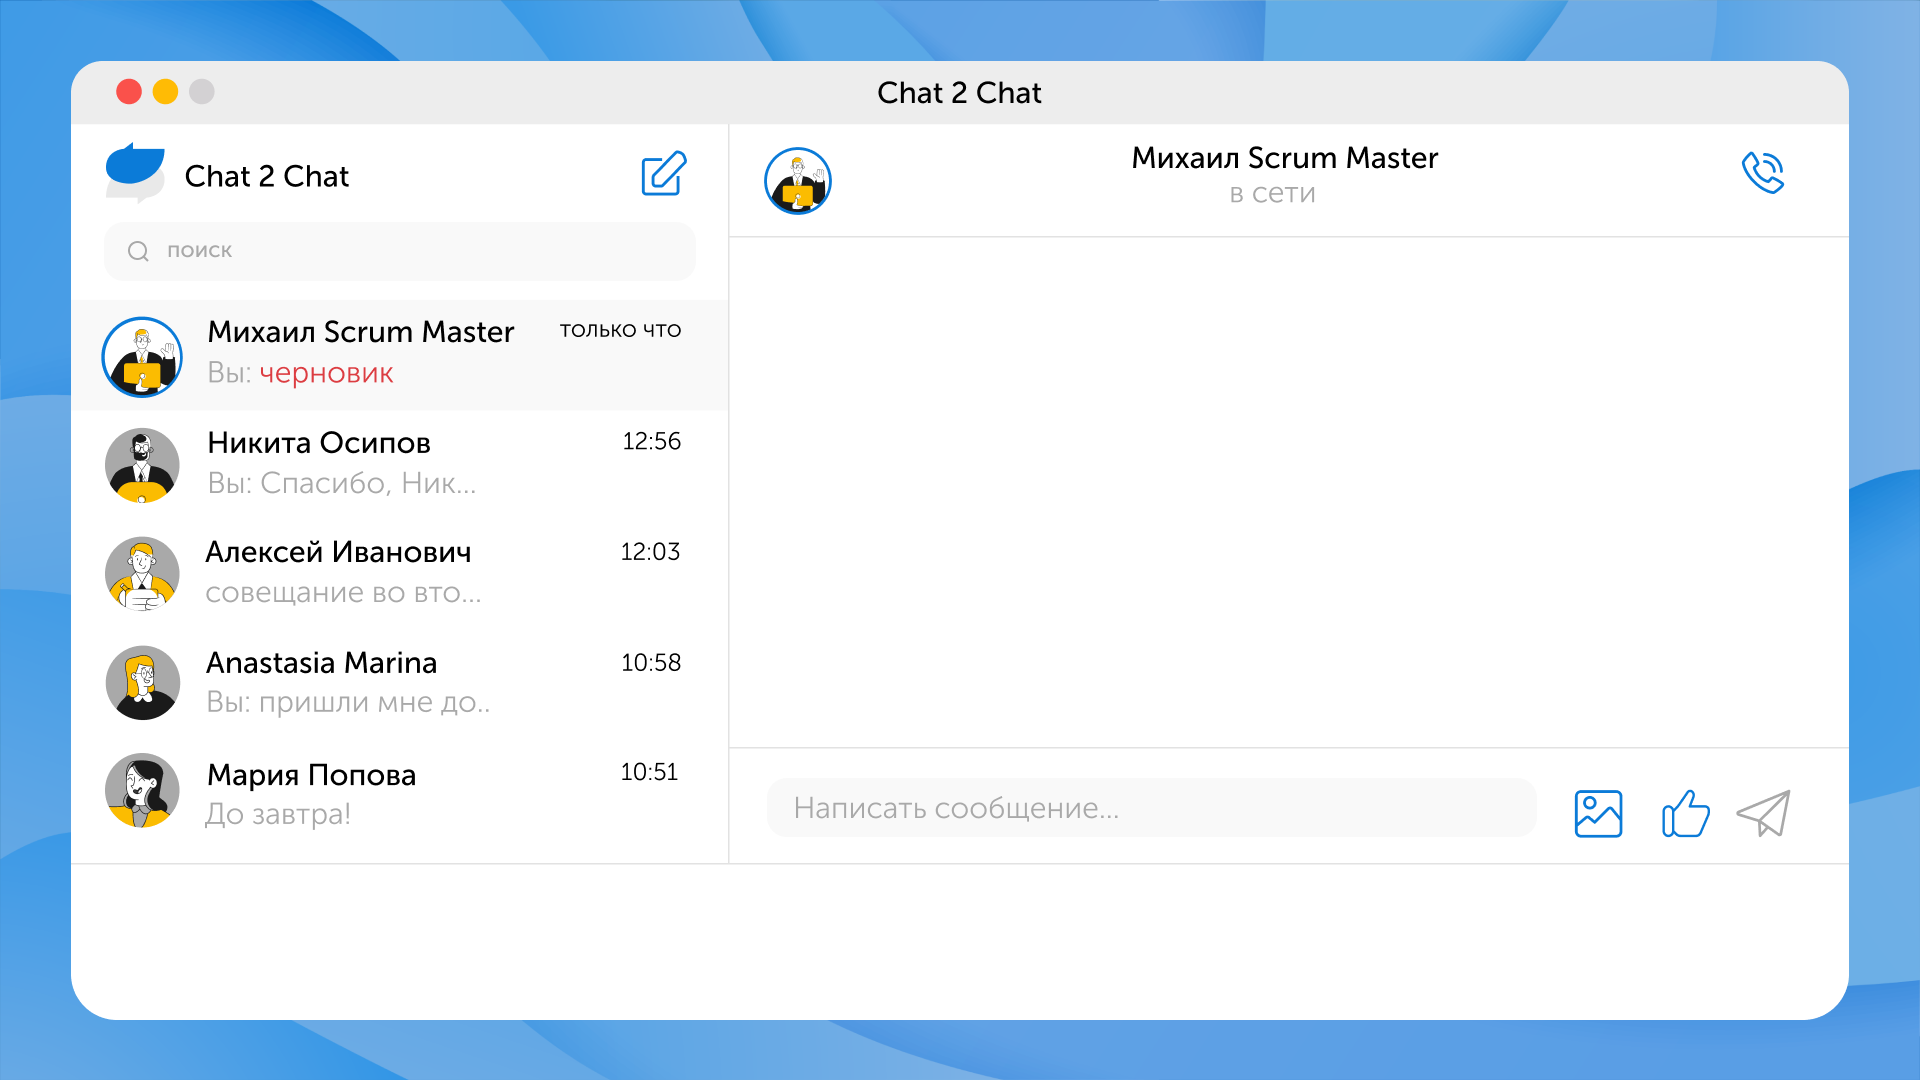 Chat 2 Chat
Chat 2 Chat
поиск
Михаил Scrum Master
только что
Вы: черновик
Никита Осипов
12:56
Вы: Спасибо, Ник...
Алексей Иванович
12:03
совещание во вто...
Anastasia Marina
10:58
Вы: пришли мне до..
Мария Попова
10:51
До завтра!
Михаил Scrum Master
в сети
Написать сообщение...